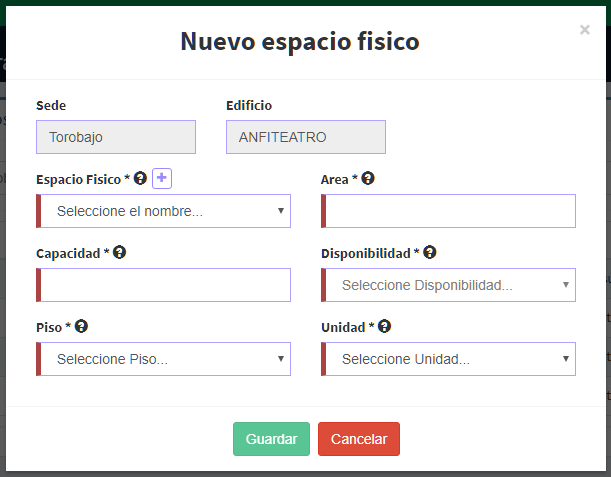 Nuevo espacio fisico
×
Sede
Edificio
Torobajo
ANFITEATRO
Espacio Fisico * ? +
Area * ?
Seleccione el nombre...
Capacidad * ?
Disponibilidad * ?
Seleccione Disponibilidad...
Piso * ?
Unidad * ?
Seleccione Piso...
Seleccione Unidad...
Guardar
Cancelar